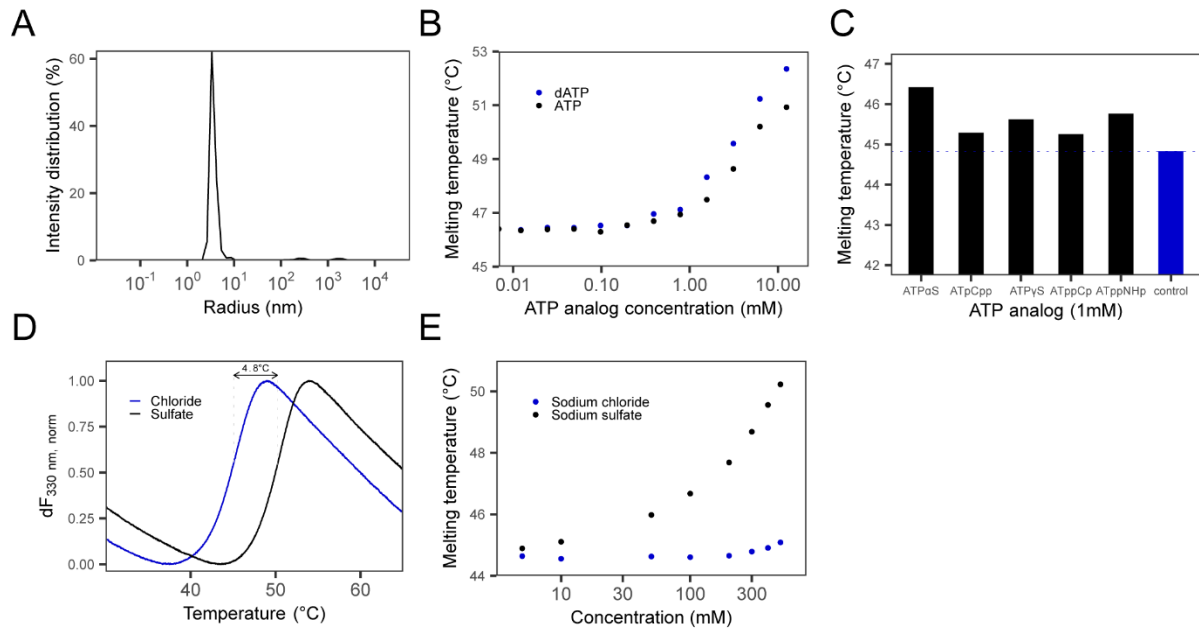 A
Intensity distribution (%)
60
40
20
0
10⁻¹ 10⁰ 10¹ 10² 10³ 10⁴
Radius (nm)
B
Melting temperature (°C)
53
51
49
47
45
dATP
ATP
0.01 0.10 1.00 10.00
ATP analog concentration (mM)
C
Melting temperature (°C)
47
46
45
44
43
42
ATPαS ATpCpp ATPγS ATppCp ATppNHp control
ATP analog (1mM)
D
dF330 nm, norm
1.00
0.75
0.50
0.25
0.00
4.8°C
Chloride
Sulfate
40 60
Temperature (°C)
E
Melting temperature (°C)
50
48
46
44
Sodium chloride
Sodium sulfate
10 30 100 300
Concentration (mM)